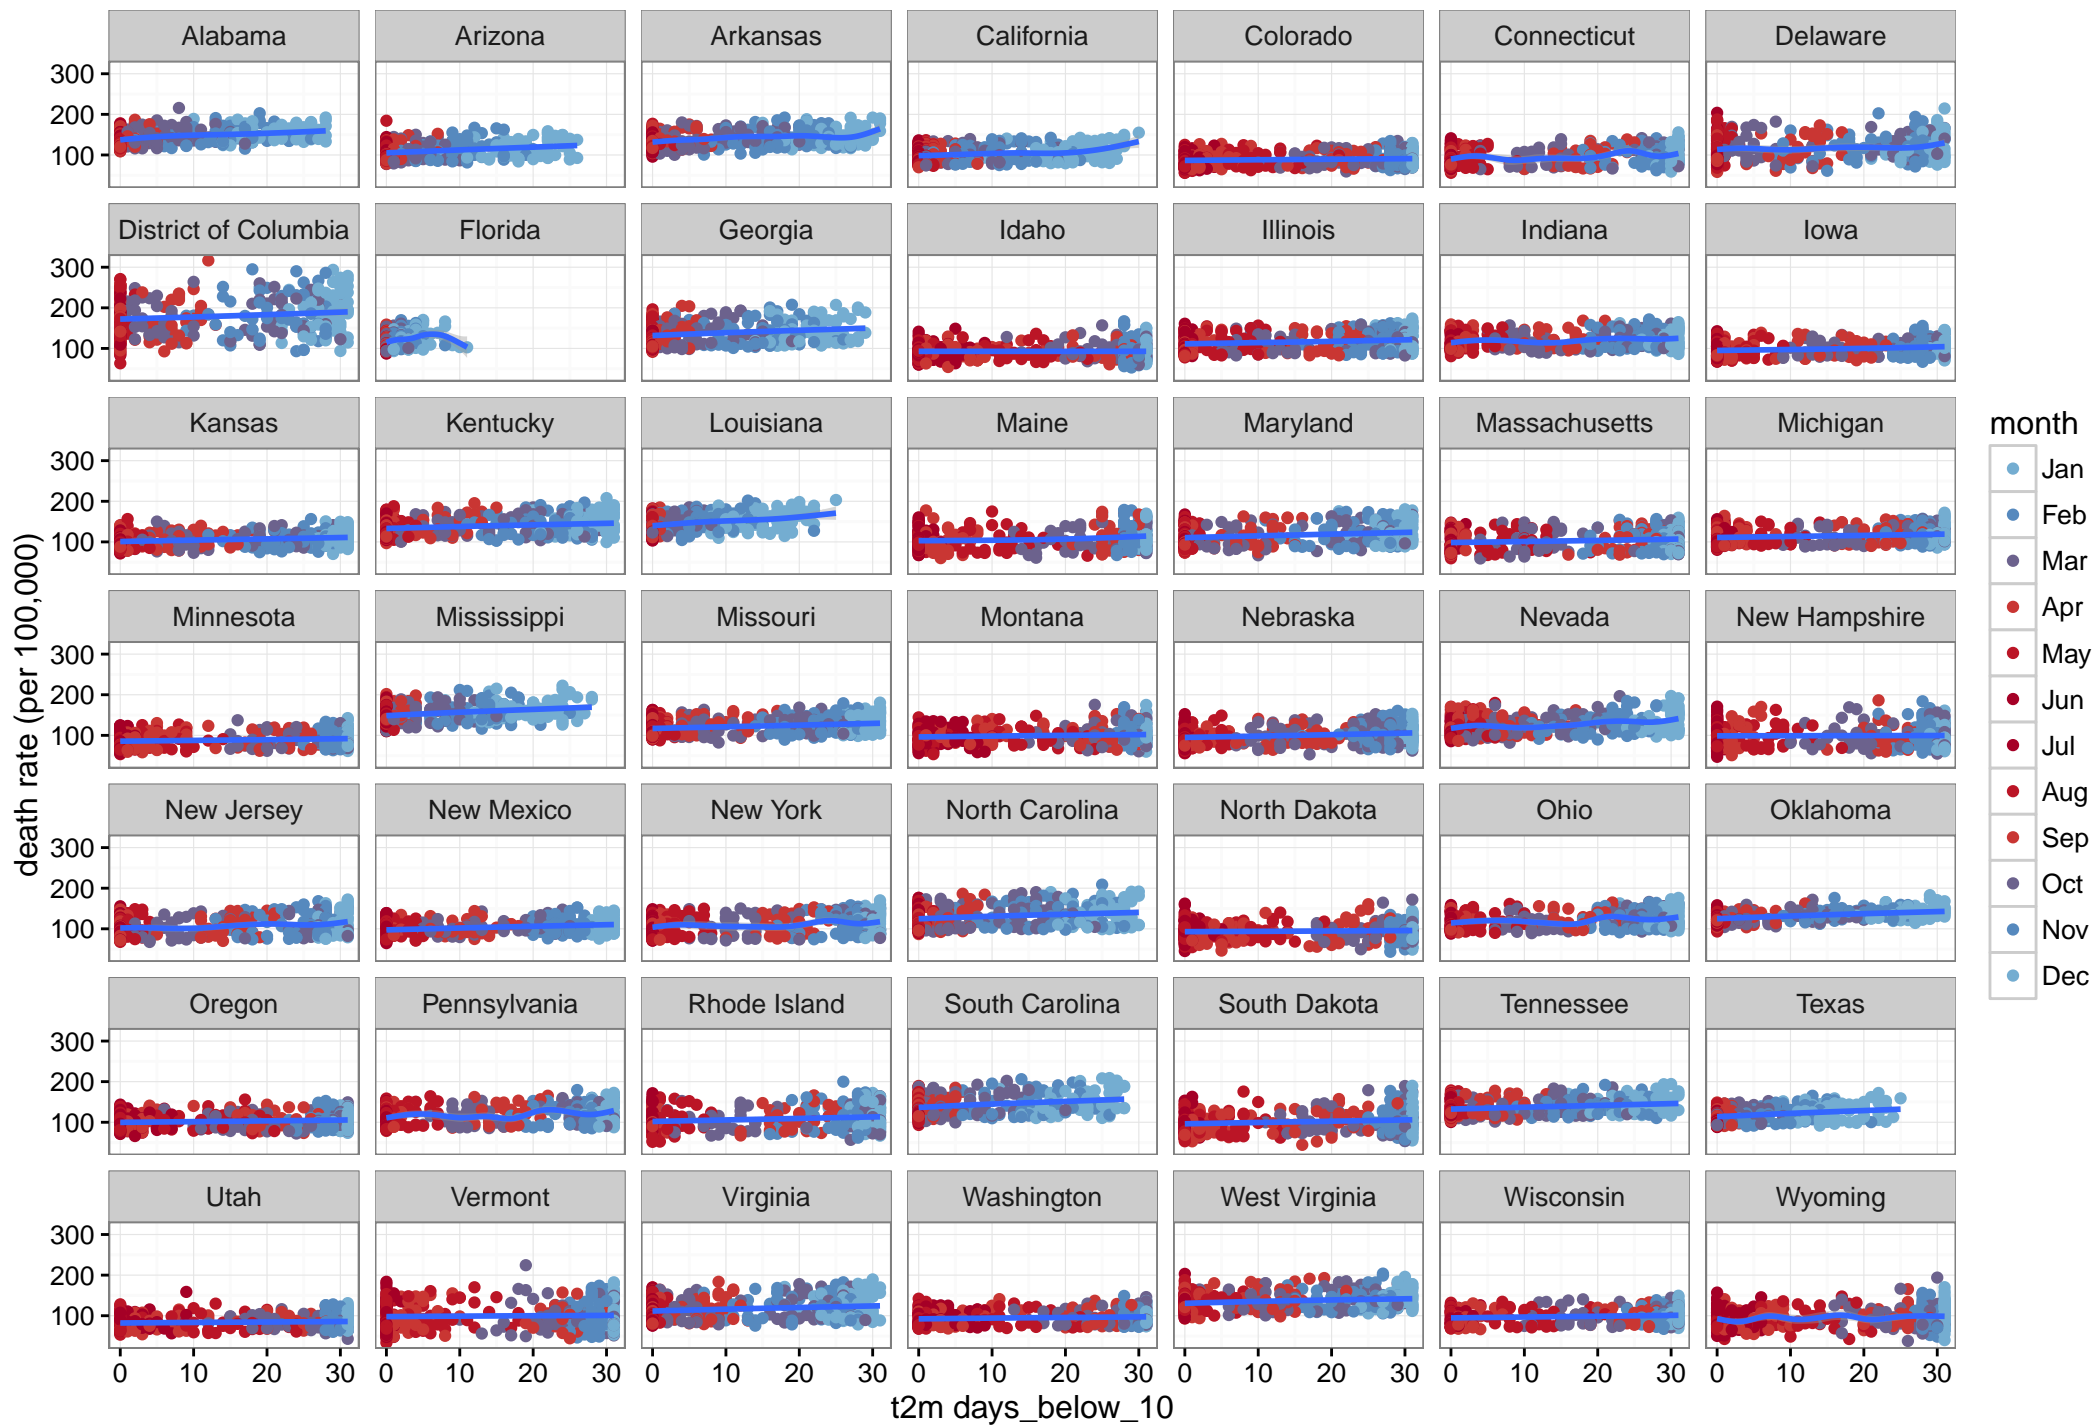 Alabama Arizona Arkansas California Colorado Connecticut Delaware
300
200
100
District of Columbia Florida Georgia Idaho Illinois Indiana Iowa
300
200
100
Kansas Kentucky Louisiana Maine Maryland Massachusetts Michigan
300
200
100
Minnesota Mississippi Missouri Montana Nebraska Nevada New Hampshire
300
200
100
New Jersey New Mexico New York North Carolina North Dakota Ohio Oklahoma
300
200
100
Oregon Pennsylvania Rhode Island South Carolina South Dakota Tennessee Texas
300
200
100
Utah Vermont Virginia Washington West Virginia Wisconsin Wyoming
300
200
100
0 10 20 30 0 10 20 30 0 10 20 30 0 10 20 30 0 10 20 30 0 10 20 30 0 10 20 30
t2m days_below_10
death rate (per 100,000)
month
Jan
Feb
Mar
Apr
May
Jun
Jul
Aug
Sep
Oct
Nov
Dec